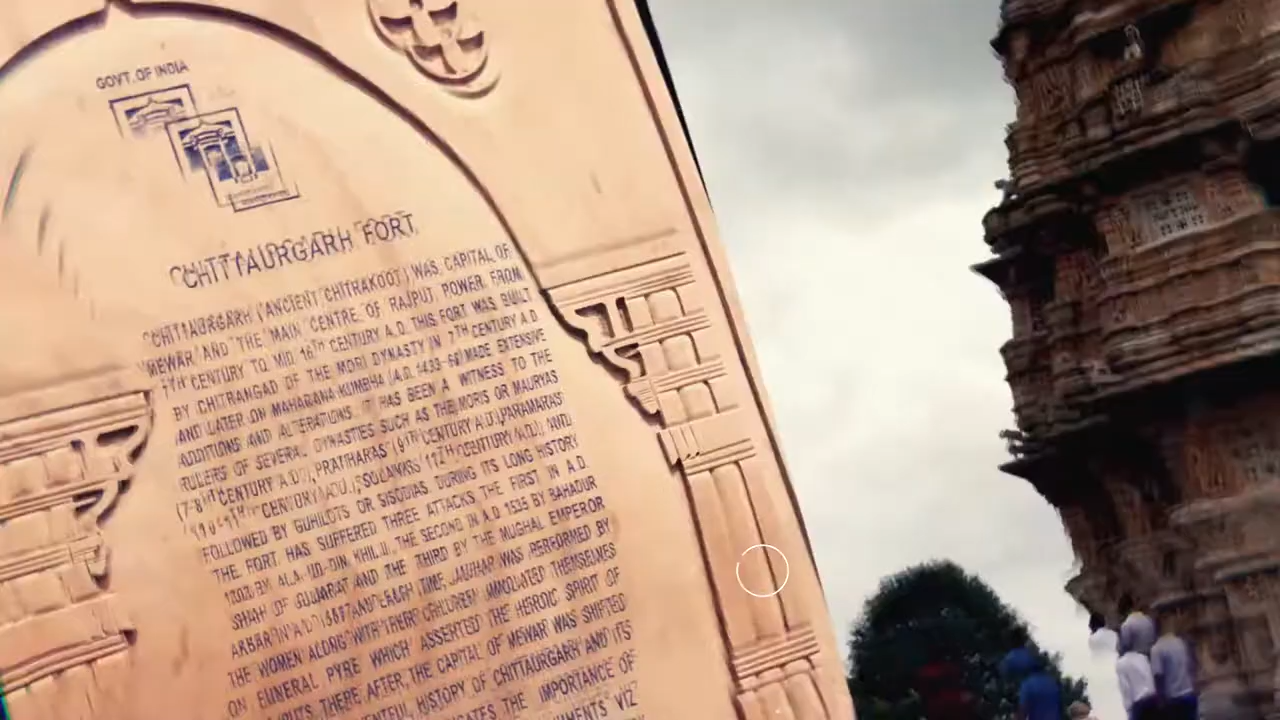 GOVT. OF INDIA
CHITTAURGARH FORT
CHITTAURGARH (ANCIENT CHITRAKOOT) WAS CAPITAL OF
MEWAR AND THE MAIN CENTRE OF RAJPUT POWER FROM
7TH CENTURY TO MID 16TH CENTURY A.D. THIS FORT WAS BUILT
BY CHITRANGAD OF THE MORI DYNASTY IN 7TH CENTURY A.D
AND LATER ON MAHARANA KUMBHA (A.D. 1433-68) MADE EXTENSIVE
ADDITIONS AND ALTERATIONS. IT HAS BEEN A WITNESS TO THE
RULERS OF SEVERAL DYNASTIES SUCH AS THE MORIS OR MAURYAS
(7-8TH CENTURY A.D.), PRATIHARAS (9TH CENTURY A.D.), PARAMARAS
(10-11TH CENTURY A.D.), SOLANKIS (12TH CENTURY A.D.) AND
FOLLOWED BY GUHILOTS OR SISODIAS. DURING ITS LONG HISTORY
THE FORT HAS SUFFERED THREE ATTACKS THE FIRST IN A.D.
1303 BY ALA-UD-DIN KHILJI, THE SECOND IN A.D 1535 BY BAHADUR
SHAH OF GUJARAT AND THE THIRD BY THE MUGHAL EMPEROR
AKBAR IN A.D. 1567 AND EACH TIME JAUHAR WAS PERFORMED BY
THE WOMEN ALONG WITH THEIR CHILDREN IMMOLATED THEMSELVES
ON FUNERAL PYRE WHICH ASSERTED THE HEROIC SPIRIT OF
THERE AFTER, THE CAPITAL OF MEWAR WAS SHIFTED
HISTORY OF CHITTAURGARH AND ITS
THE IMPORTANCE OF
VIZ